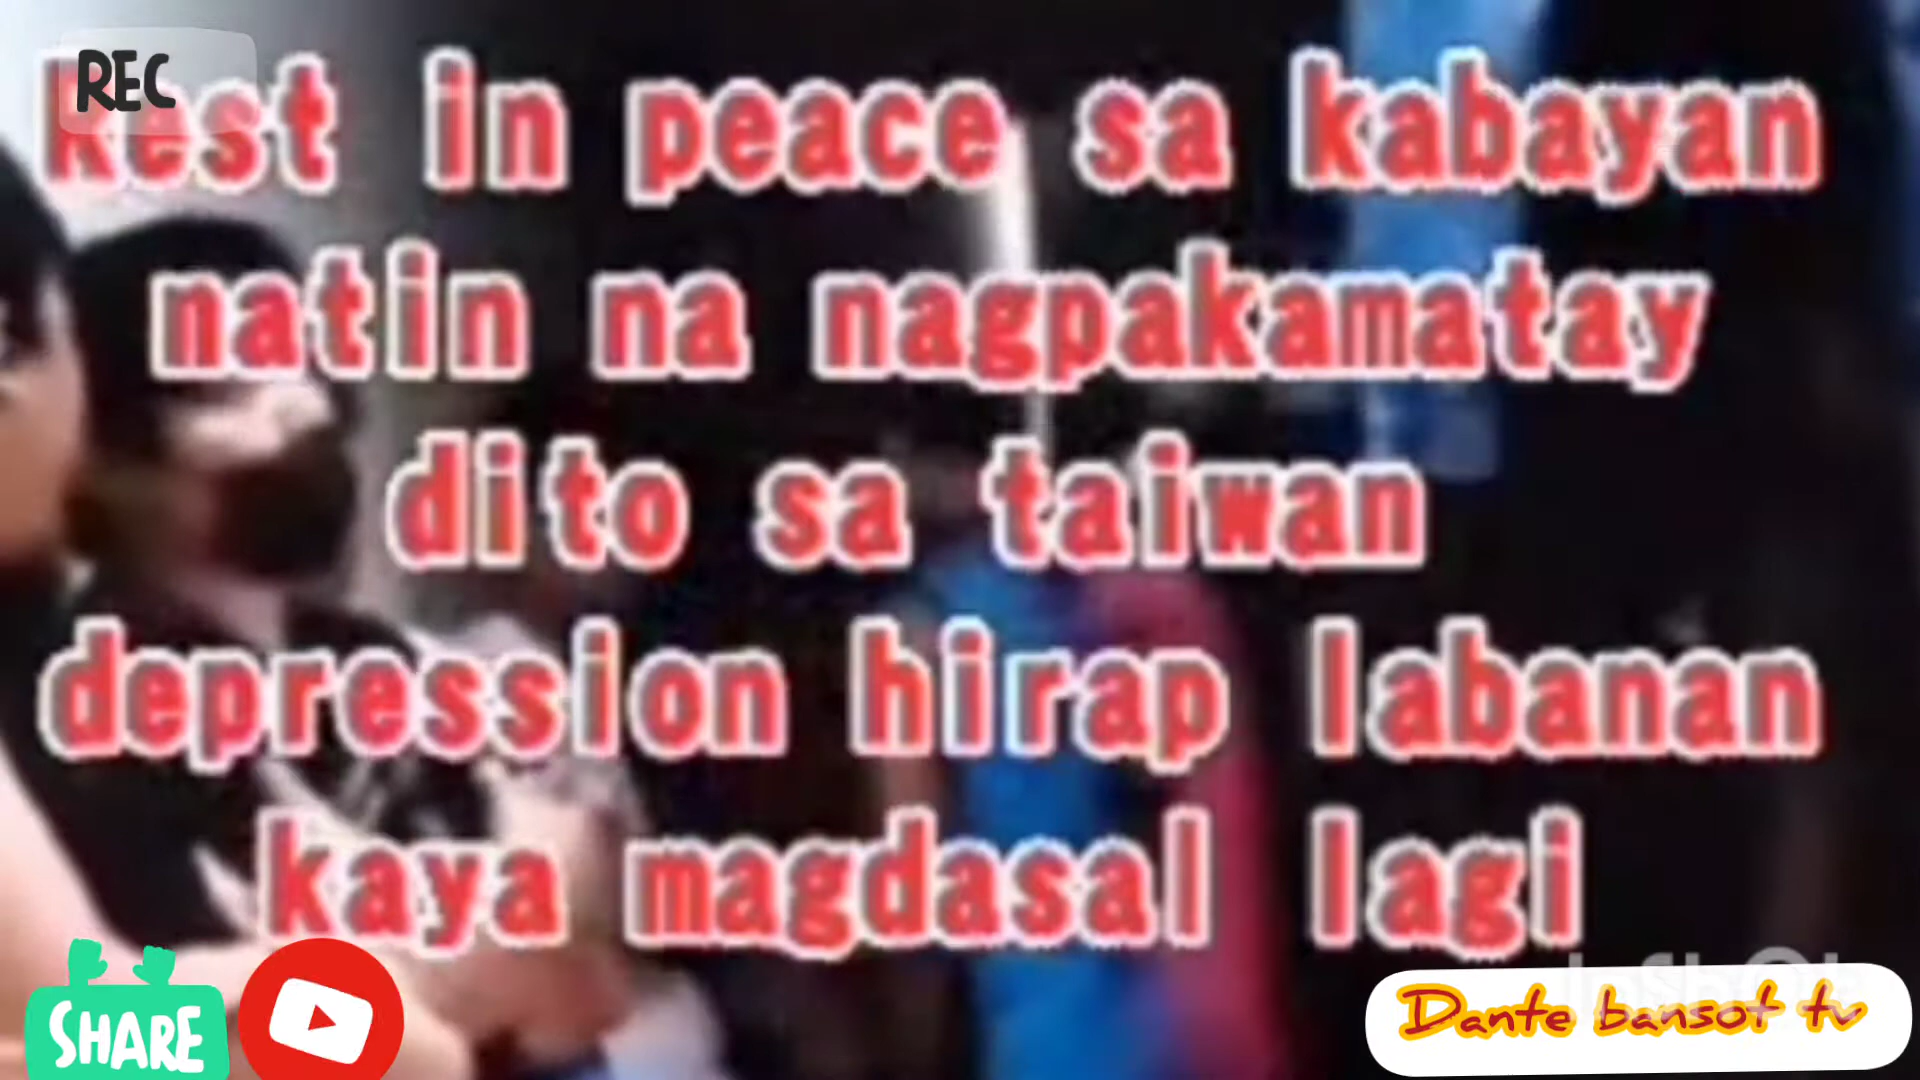 REC
Rest in peace sa kabayan
natin na nagpakamatay
dito sa taiwan
depression hirap labanan
kaya magdasal lagi
SHARE
InShOt
Dante bansot tv